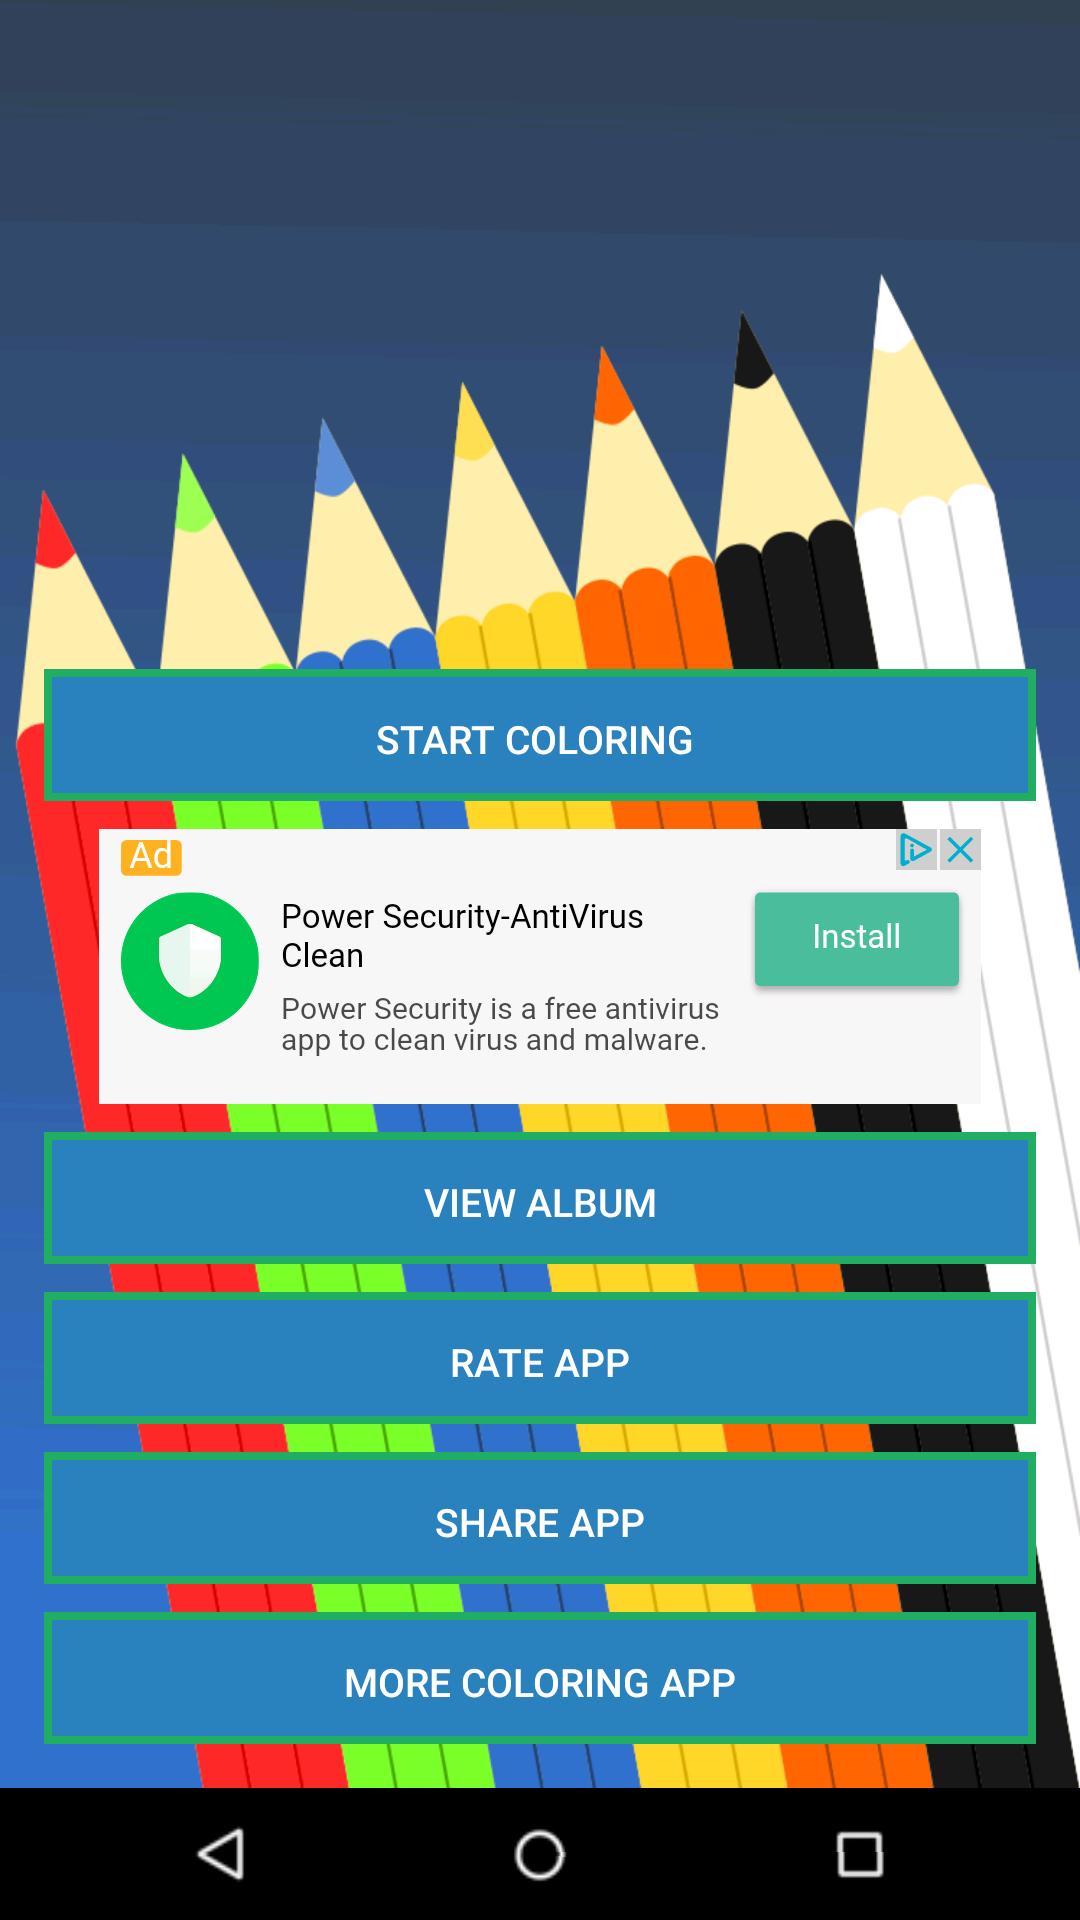 START COLORING
Ad
Power Security-AntiVirus
Clean
Install
Power Security is a free antivirus
app to clean virus and malware.
VIEW ALBUM
RATE APP
SHARE APP
MORE COLORING APP